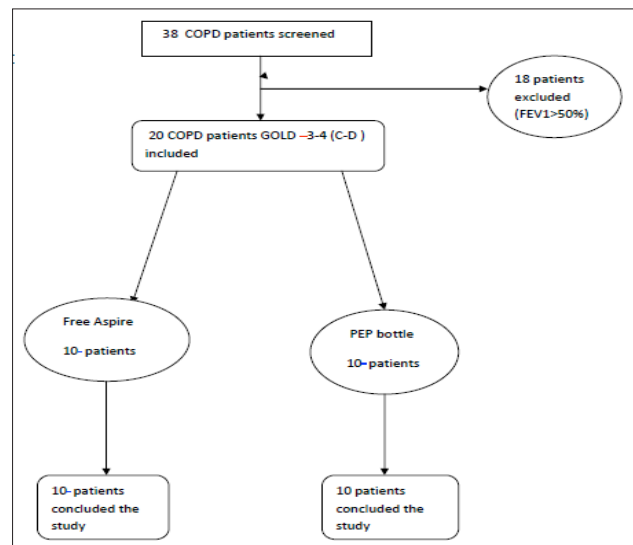 38 COPD patients screened
18 patients
excluded
(FEV1>50%)
20 COPD patients GOLD –3-4 (C-D )
included
Free Aspire
10- patients
PEP bottle
10- patients
10- patients
concluded the
study
10 patients
concluded the
study